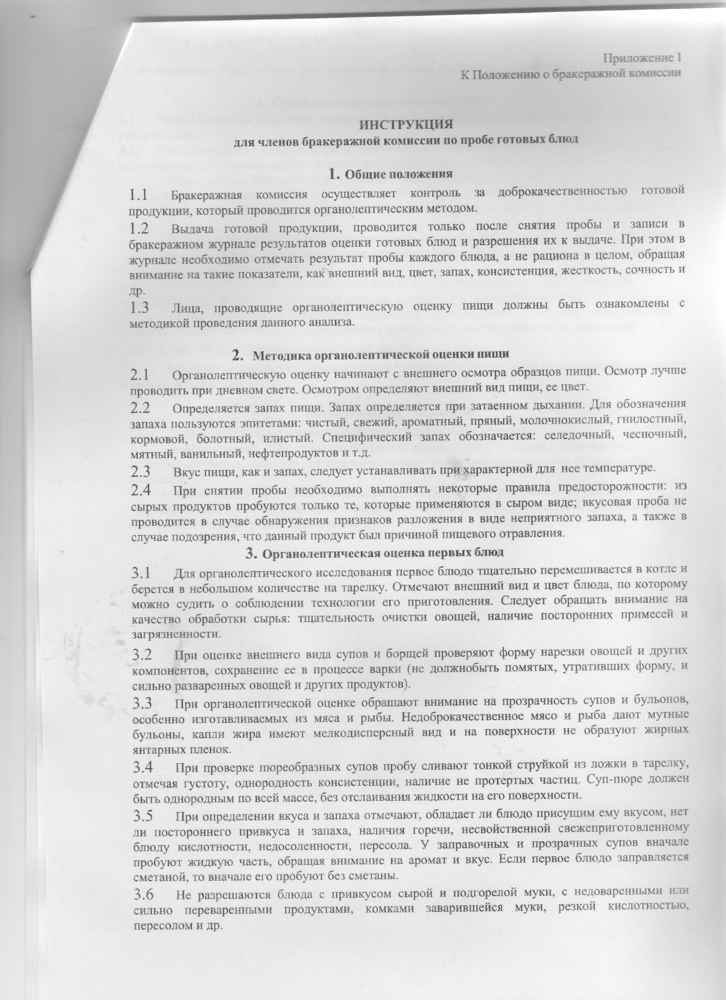 Приложение 1
К Положению о бракеражной комиссии
ИНСТРУКЦИЯ
для членов бракеражной комиссии по пробе готовых блюд
1. Общие положения
1.1 Бракеражная комиссия осуществляет контроль за доброкачественностью готовой
продукции, который проводится органолептическим методом.
1.2 Выдача готовой продукции, проводится только после снятия пробы и записи в
бракеражном журнале результатов оценки готовых блюд и разрешения их к выдаче. При этом в
журнале необходимо отмечать результат пробы каждого блюда, а не рациона в целом, обращая
внимание на такие показатели, как внешний вид, цвет, запах, консистенция, жесткость, сочность и
др.
1.3 Лица, проводящие органолептическую оценку пищи должны быть ознакомлены с
методикой проведения данного анализа.
2. Методика органолептической оценки пищи
2.1 Органолептическую оценку начинают с внешнего осмотра образцов пищи. Осмотр лучше
проводить при дневном свете. Осмотром определяют внешний вид пищи, ее цвет.
2.2 Определяется запах пищи. Запах определяется при затаенном дыхании. Для обозначения
запаха пользуются эпитетами: чистый, свежий, ароматный, пряный, молочнокислый, гнилостный,
кормовой, болотный, илистый. Специфический запах обозначается: селедочный, чесночный,
мятный, ванильный, нефтепродуктов и т.д.
2.3 Вкус пищи, как и запах, следует устанавливать при характерной для нее температуре.
2.4 При снятии пробы необходимо выполнять некоторые правила предосторожности: из
сырых продуктов пробуются только те, которые применяются в сыром виде; вкусовая проба не
проводится в случае обнаружения признаков разложения в виде неприятного запаха, а также в
случае подозрения, что данный продукт был причиной пищевого отравления.
3. Органолептическая оценка первых блюд
3.1 Для органолептического исследования первое блюдо тщательно перемешивается в котле и
берется в небольшом количестве на тарелку. Отмечают внешний вид и цвет блюда, по которому
можно судить о соблюдении технологии его приготовления. Следует обращать внимание на
качество обработки сырья: тщательность очистки овощей, наличие посторонних примесей и
загрязненности.
3.2 При оценке внешнего вида супов и борщей проверяют форму нарезки овощей и других
компонентов, сохранение ее в процессе варки (не должнобыть помятых, утративших форму, и
сильно разваренных овощей и других продуктов).
3.3 При органолептической оценке обращают внимание на прозрачность супов и бульонов,
особенно изготавливаемых из мяса и рыбы. Недоброкачественное мясо и рыба дают мутные
бульоны, капли жира имеют мелкодисперсный вид и на поверхности не образуют жирных
янтарных пленок.
3.4 При проверке пюреобразных супов пробу сливают тонкой струйкой из ложки в тарелку,
отмечая густоту, однородность консистенции, наличие не протертых частиц. Суп-пюре должен
быть однородным по всей массе, без отслаивания жидкости на его поверхности.
3.5 При определении вкуса и запаха отмечают, обладает ли блюдо присущим ему вкусом, нет
ли постороннего привкуса и запаха, наличия горечи, несвойственной свежеприготовленному
блюду кислотности, недосоленности, пересола. У заправочных и прозрачных супов вначале
пробуют жидкую часть, обращая внимание на аромат и вкус. Если первое блюдо заправляется
сметаной, то вначале его пробуют без сметаны.
3.6 Не разрешаются блюда с привкусом сырой и подгорелой муки, с недоваренными или
сильно переваренными продуктами, комками заварившейся муки, резкой кислотностью,
пересолом и др.